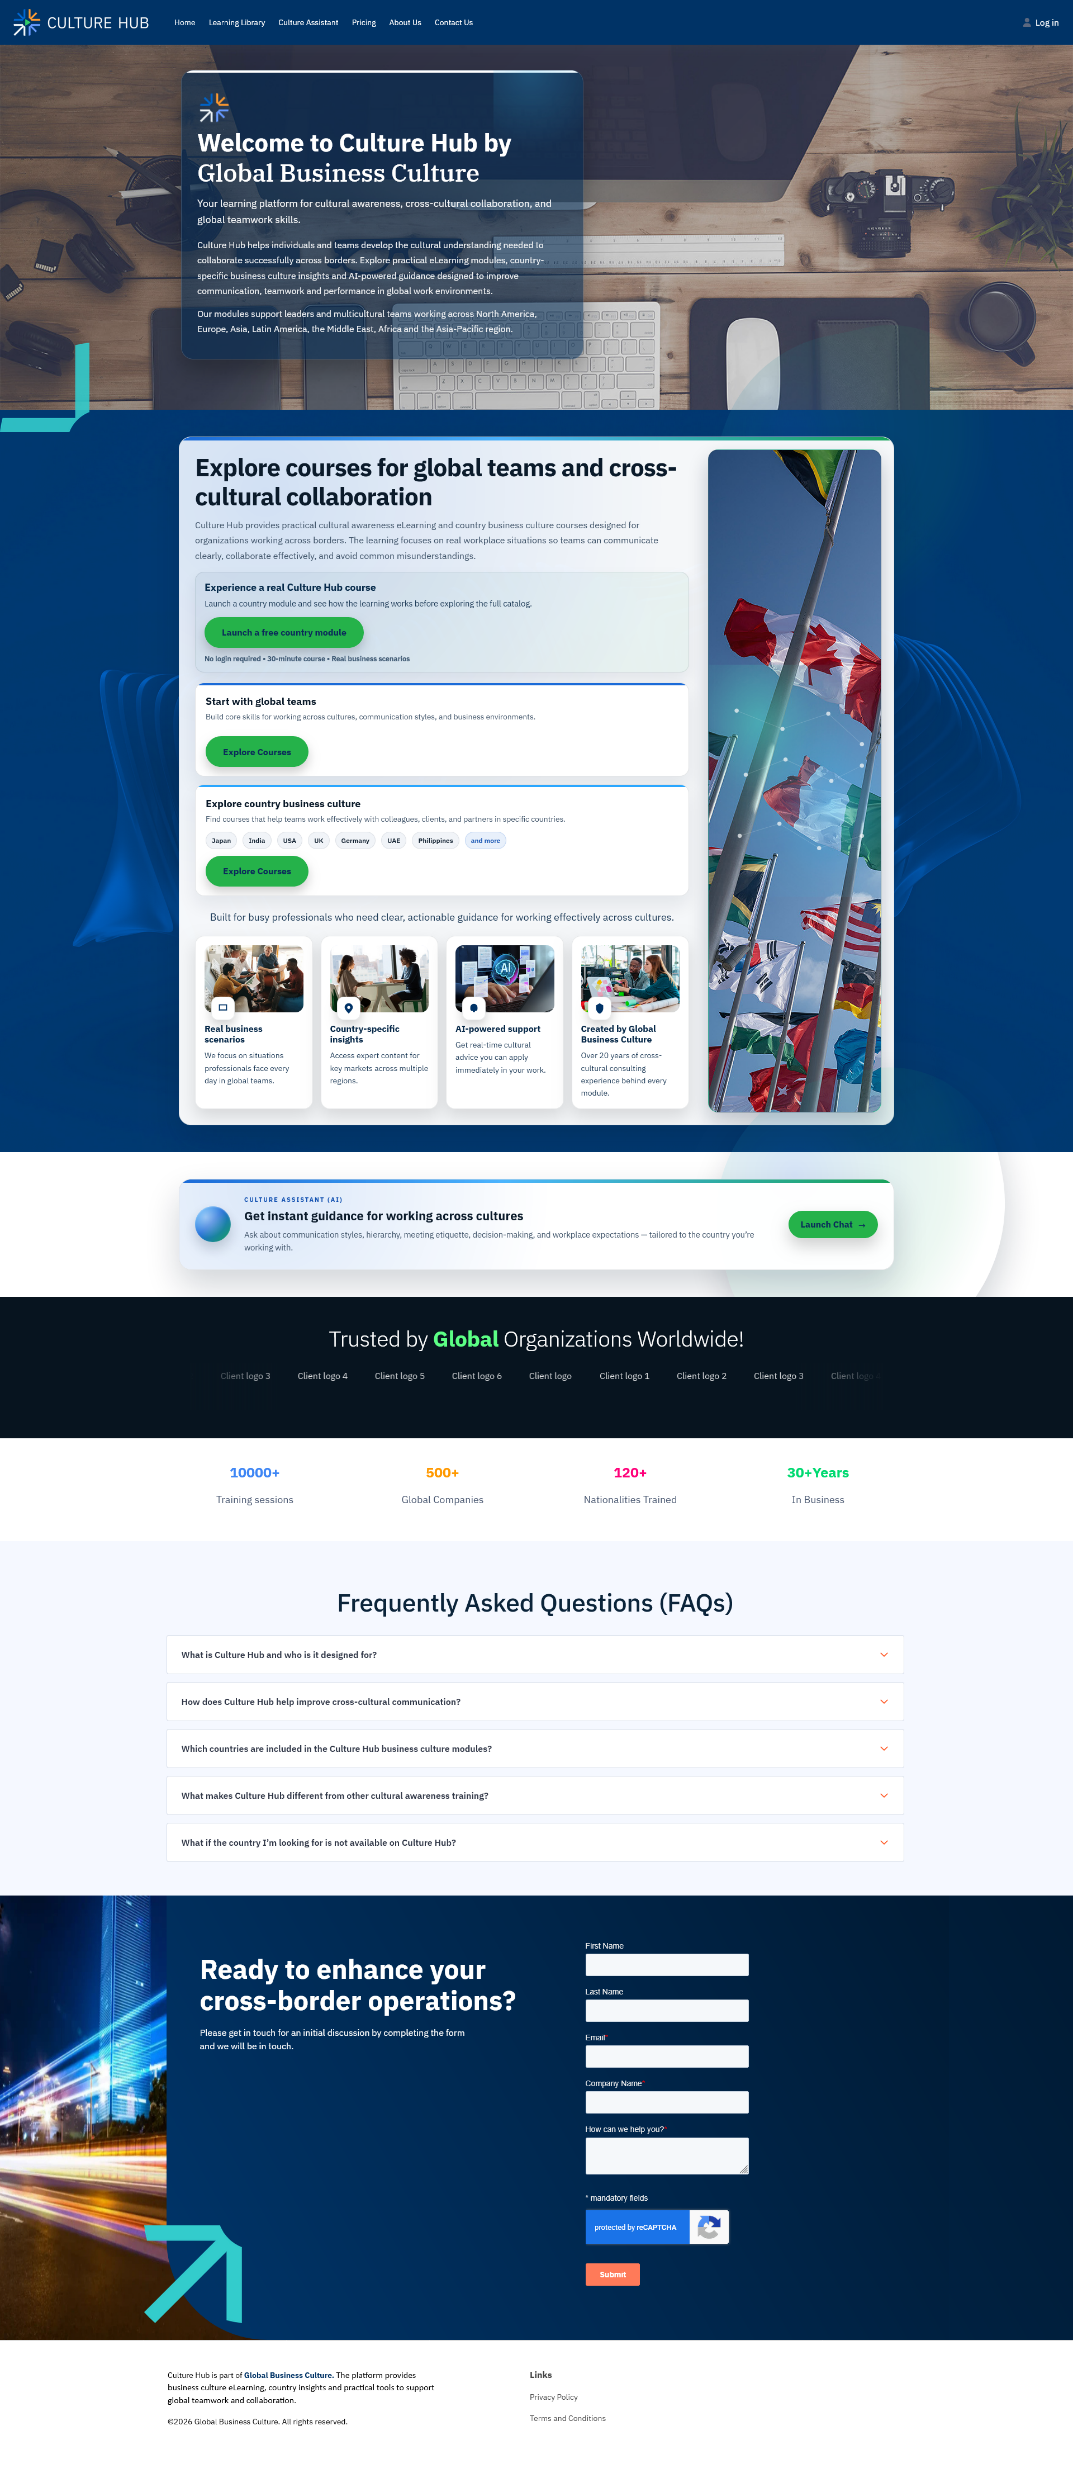 CULTURE HUB
Home
Learning Library
Culture Assistant
Pricing
About Us
Contact Us
Log in
Welcome to Culture Hub by
Global Business Culture
Your learning platform for cultural awareness, cross-cultural collaboration, and
global teamwork skills.
Culture Hub helps individuals and teams develop the cultural understanding needed to
collaborate successfully across borders. Explore practical eLearning modules, country-
specific business culture insights and AI-powered guidance designed to improve
communication, teamwork and performance in global work environments.
Our modules support leaders and multicultural teams working across North America,
Europe, Asia, Latin America, the Middle East, Africa and the Asia-Pacific region.
Explore courses for global teams and cross-
cultural collaboration
Culture Hub provides practical cultural awareness eLearning and country business culture courses designed for
organizations working across borders. The learning focuses on real workplace situations so teams can communicate
clearly, collaborate effectively, and avoid common misunderstandings.
Experience a real Culture Hub course
Launch a country module and see how the learning works before exploring the full catalog.
Launch a free country module
No login required • 30-minute course • Real business scenarios
Start with global teams
Build core skills for working across cultures, communication styles, and business environments.
Explore Courses
Explore country business culture
Find courses that help teams work effectively with colleagues, clients, and partners in specific countries.
Japan
India
USA
UK
Germany
UAE
Philippines
and more
Explore Courses
Built for busy professionals who need clear, actionable guidance for working effectively across cultures.
Real business
scenarios
We focus on situations
professionals face every
day in global teams.
Country-specific
insights
Access expert content for
key markets across multiple
regions.
AI
AI-powered support
Get real-time cultural
advice you can apply
immediately in your work.
Created by Global
Business Culture
Over 20 years of cross-
cultural consulting
experience behind every
module.
CULTURE ASSISTANT (AI)
Get instant guidance for working across cultures
Ask about communication styles, hierarchy, meeting etiquette, decision-making, and workplace expectations — tailored to the country you're
working with.
Launch Chat →
Trusted by Global Organizations Worldwide!
Client logo 3
Client logo 4
Client logo 5
Client logo 6
Client logo
Client logo 1
Client logo 2
Client logo 3
Client logo
10000+
Training sessions
500+
Global Companies
120+
Nationalities Trained
30+Years
In Business
Frequently Asked Questions (FAQs)
What is Culture Hub and who is it designed for?
How does Culture Hub help improve cross-cultural communication?
Which countries are included in the Culture Hub business culture modules?
What makes Culture Hub different from other cultural awareness training?
What if the country I'm looking for is not available on Culture Hub?
Ready to enhance your
cross-border operations?
Please get in touch for an initial discussion by completing the form
and we will be in touch.
First Name
Last Name
Email*
Company Name*
How can we help you?*
* mandatory fields
protected by reCAPTCHA
Submit
Culture Hub is part of Global Business Culture. The platform provides
business culture eLearning, country insights and practical tools to support
global teamwork and collaboration.
©2026 Global Business Culture. All rights reserved.
Links
Privacy Policy
Terms and Conditions